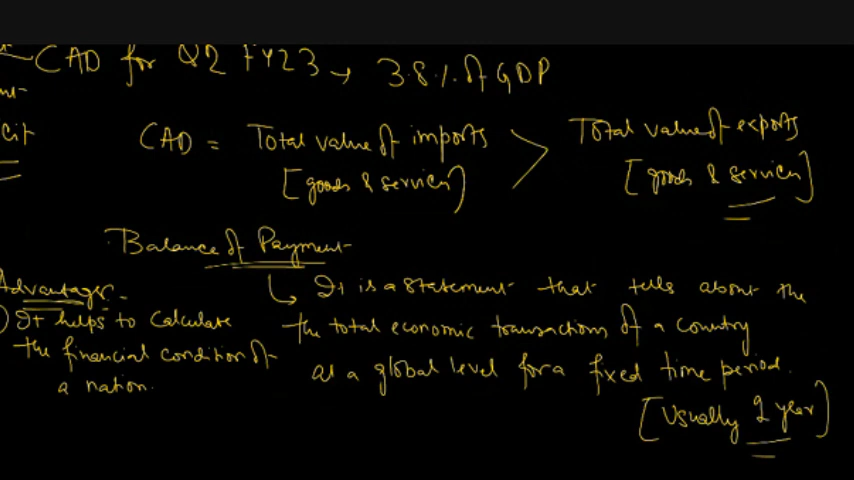 CAD for Q2 FY23 → 3.8% of GDP
cit
CAD = Total value of imports > Total value of exports
[goods & services] [goods & services]
Balance of Payment
Advantages -
It is a statement that tells about the
the total economic transactions of a country
at a global level for a fixed time period.
[Usually 1 year]
It helps to calculate
the financial condition of
a nation.